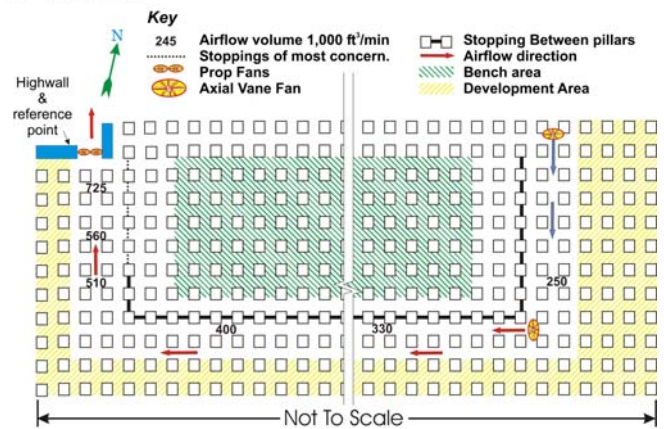 Key
245 Airflow volume 1,000 ft³/min
Stoppings of most concern.
Prop Fans
Axial Vane Fan
Stopping Between pillars
Airflow direction
Bench area
Development Area
N
Highwall
&
reference
point
725
560
510
250
400
330
Not To Scale